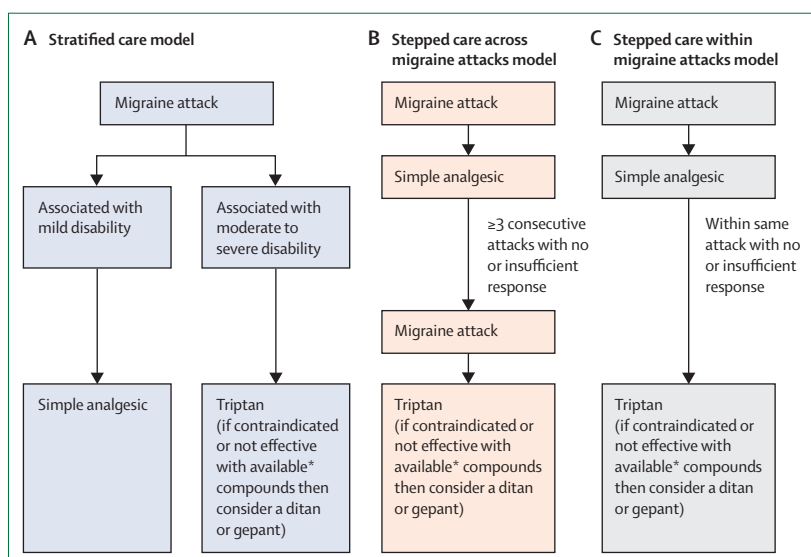 A Stratified care model
Migraine attack
Associated with
mild disability
Associated with
moderate to
severe disability
Simple analgesic
Triptan
(if contraindicated
or not effective
with available*
compounds then
consider a ditan
or gepant)
B Stepped care across
migraine attacks model
Migraine attack
Simple analgesic
≥3 consecutive
attacks with no
or insufficient
response
Migraine attack
Triptan
(if contraindicated or
not effective with
available* compounds
then consider a ditan
or gepant)
C Stepped care within
migraine attacks model
Migraine attack
Simple analgesic
Within same
attack with no
or insufficient
response
Triptan
(if contraindicated or
not effective with
available* compounds
then consider a ditan
or gepant)